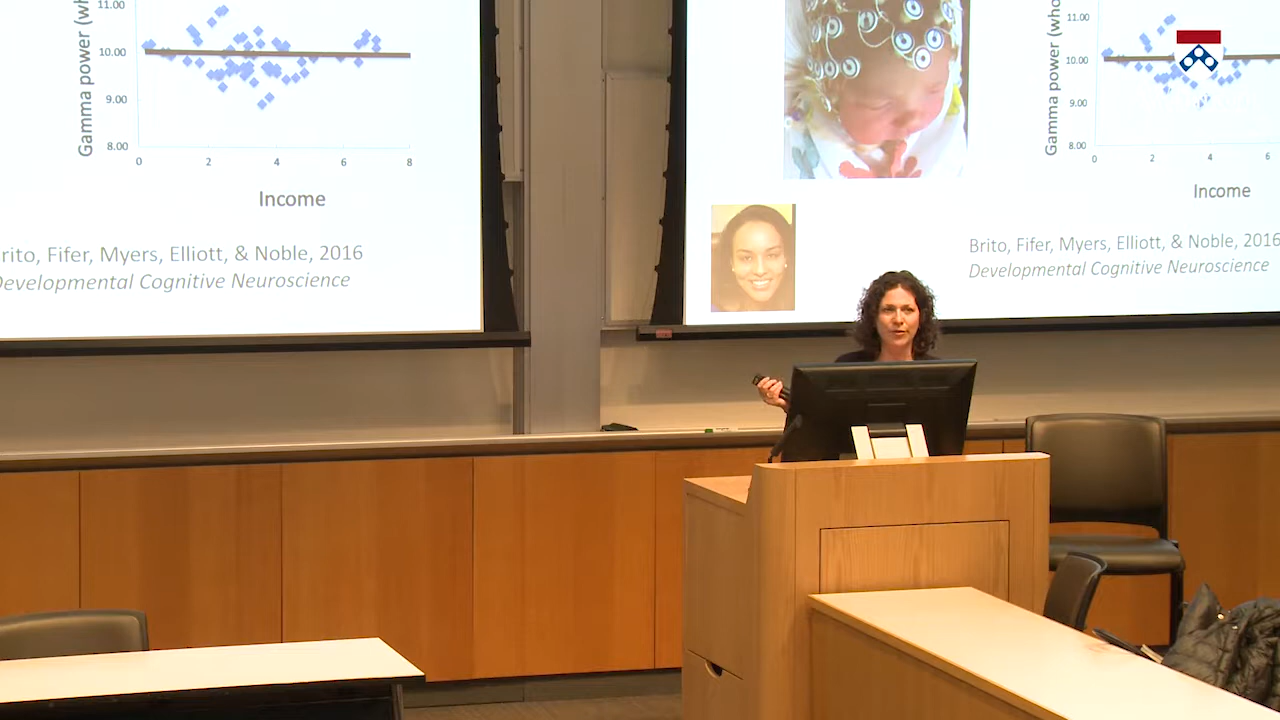 11.00
10.00
9.00
8.00
Gamma power (who
0
2
4
6
8
Income
rito, Fifer, Myers, Elliott, & Noble, 2016
Developmental Cognitive Neuroscience
11.00
10.00
9.00
8.00
Gamma power (who
0
2
4
6
Income
Brito, Fifer, Myers, Elliott, & Noble, 2016
Developmental Cognitive Neuroscience